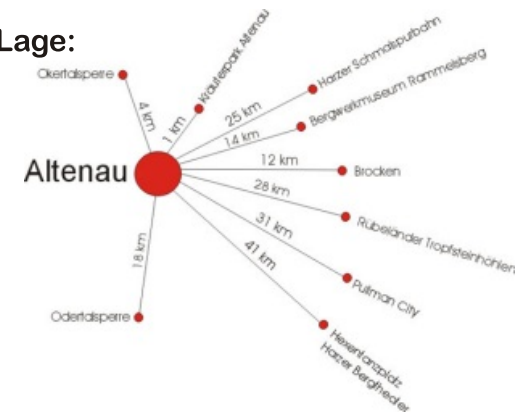 Lage:
Okertalsperre
4 km
1 km
Kräuterpark Altenau
25 km
Harzer Schmalspurbahn
14 km
Bergwerkmuseum Rammelsberg
Altenau
12 km
Brocken
28 km
Rübeländer Tropfsteinhöhlen
31 km
Pullman City
41 km
Hexentanzplatz
Harzer Bergtheater
18 km
Odertalsperre